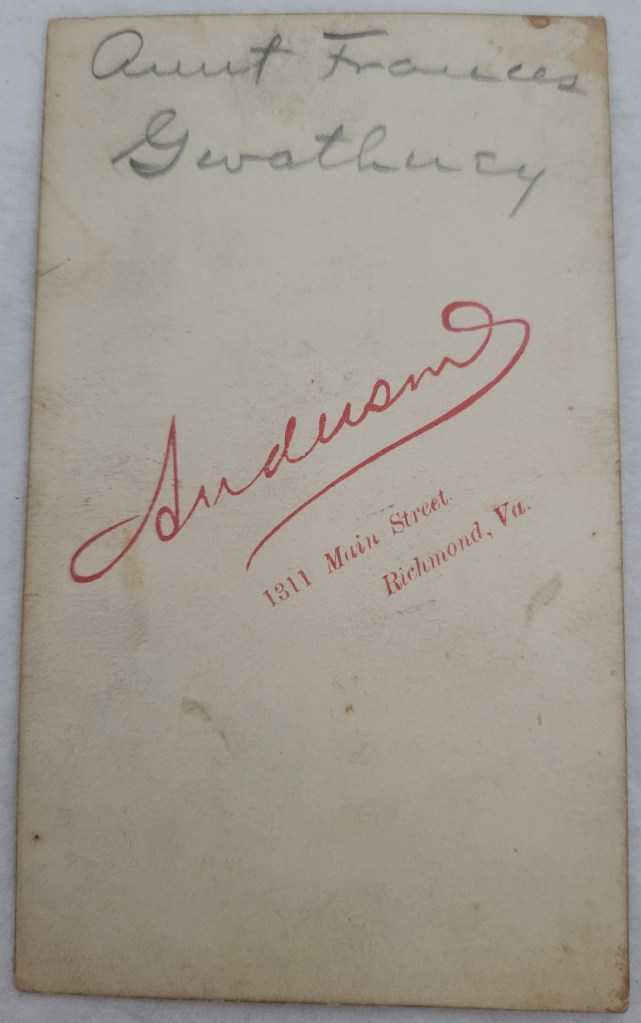 Aunt Frances
Gwathmey
Anderson
1311 Main Street
Richmond, Va.